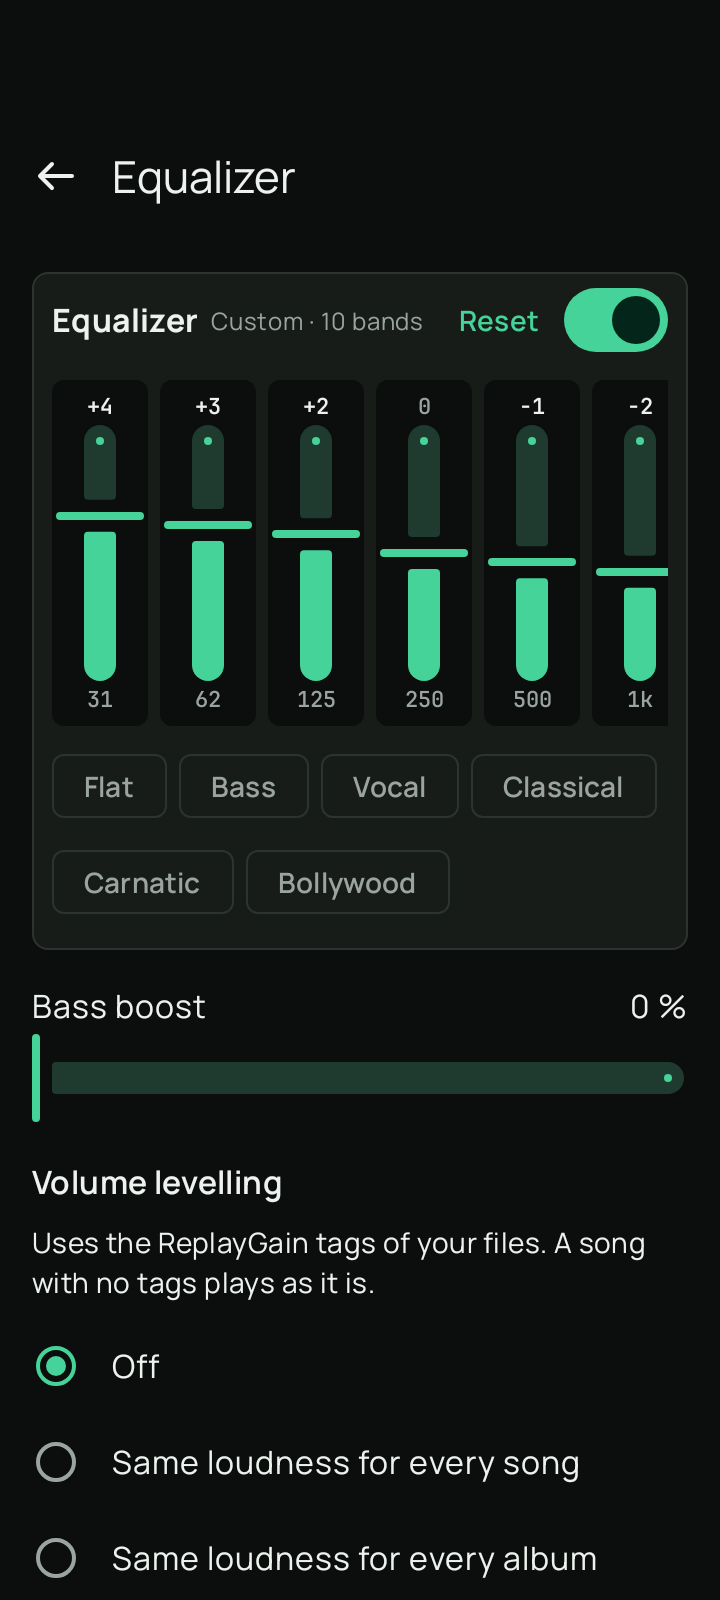 Equalizer
Equalizer Custom · 10 bands Reset
+4 +3 +2 0 -1 -2
31 62 125 250 500 1k
Flat Bass Vocal Classical
Carnatic Bollywood
Bass boost 0 %
Volume levelling
Uses the ReplayGain tags of your files. A song
with no tags plays as it is.
Off
Same loudness for every song
Same loudness for every album